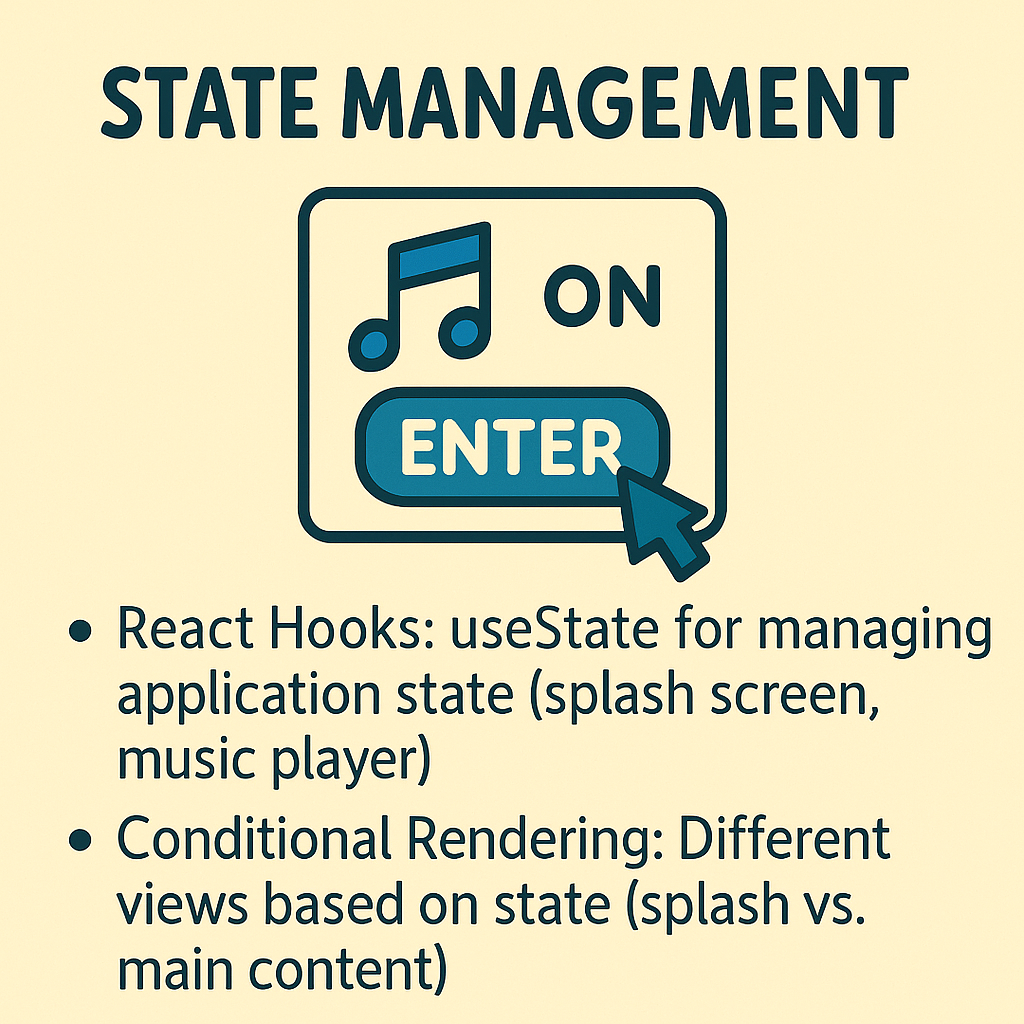 STATE MANAGEMENT
ON
ENTER
• React Hooks: useState for managing
application state (splash screen,
music player)
• Conditional Rendering: Different
views based on state (splash vs.
main content)